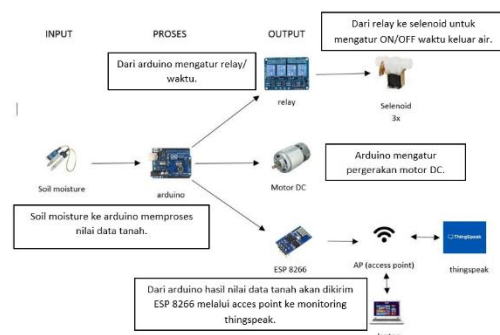 INPUT
PROSES
OUTPUT
Dari relay ke selenoid untuk
mengatur ON/OFF waktu keluar air.
Dari arduino mengatur relay/
waktu.
relay
Selenoid
3x
Soil moisture
arduino
Motor DC
Arduino mengatur
pergerakan motor DC.
Soil moisture ke arduino memproses
nilai data tanah.
ThingSpeak
ESP 8266
AP (access point)
thingspeak
Dari arduino hasil nilai data tanah akan dikirim
ESP 8266 melalui acces point ke monitoring
thingspeak.